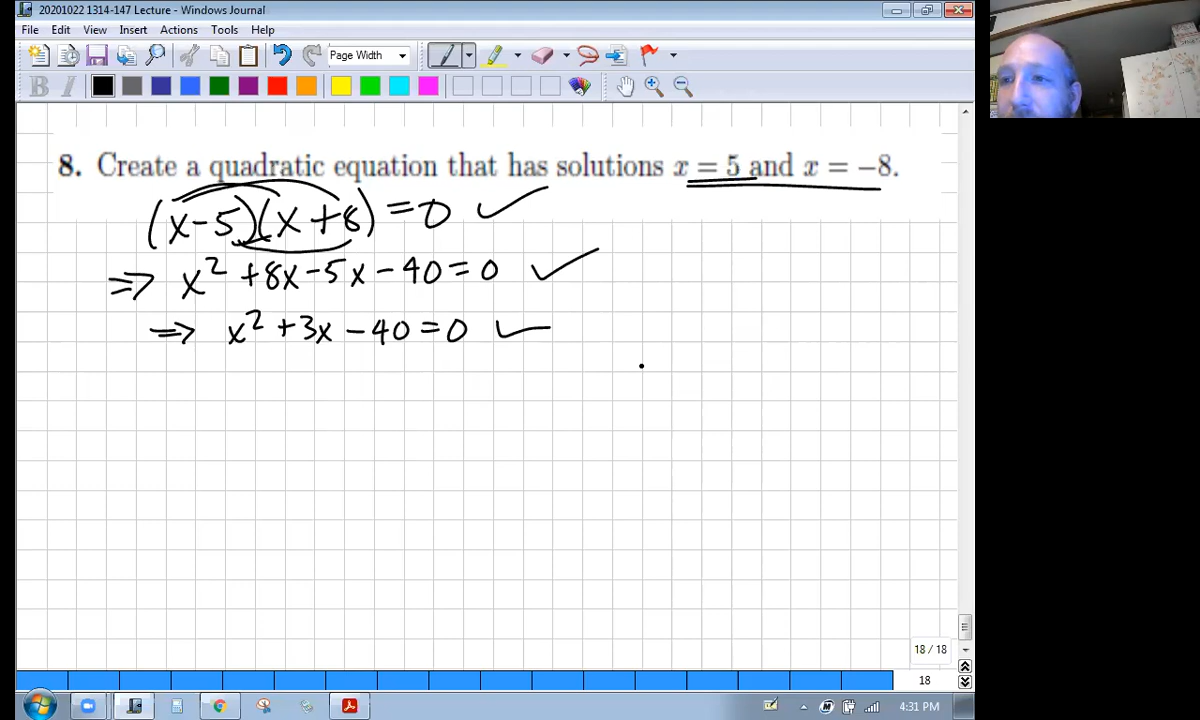 20201022 1314-147 Lecture - Windows Journal
File Edit View Insert Actions Tools Help
Page Width
B I
8. Create a quadratic equation that has solutions x = 5 and x = −8.
(x-5)(x+8) = 0 ✓
⇒ x² +8x-5x-40=0 ✓
⇒ x² +3x-40=0 ✓
18 / 18
18
4:31 PM